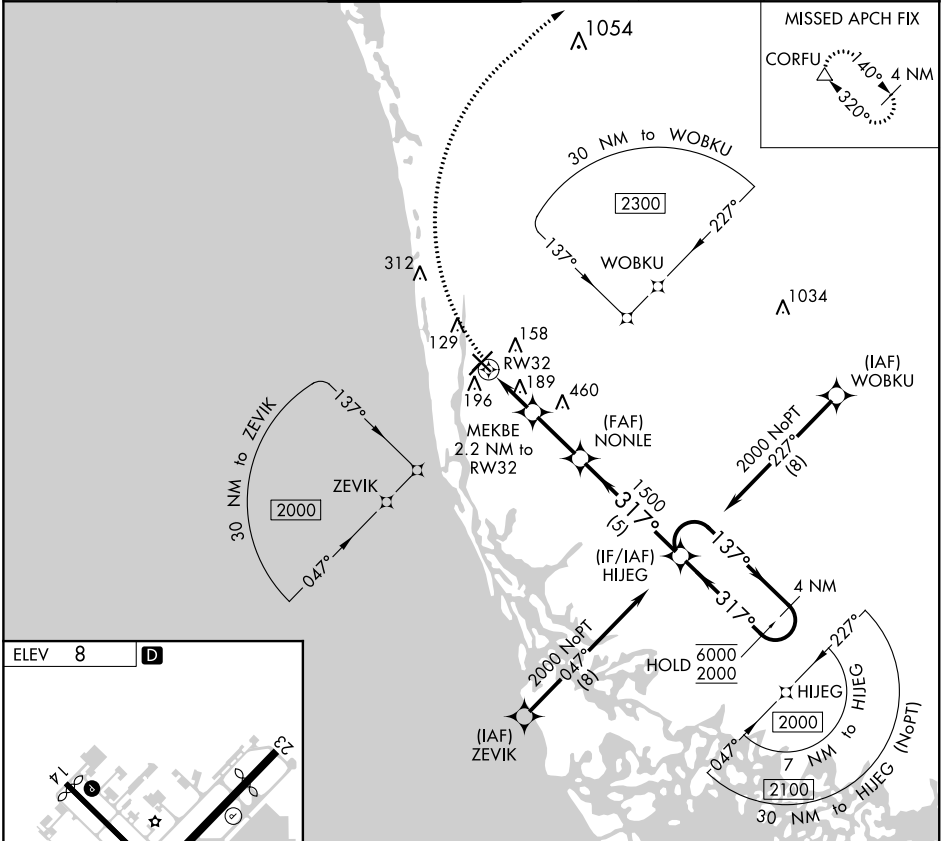 1054
MISSED APCH FIX
CORFU
140°
4 NM
320°
30 NM to WOBKU
2300
137°
227°
WOBKU
312
1034
129
158
RW32
196
189
460
(IAF)
WOBKU
MEKBE
2.2 NM to
RW32
(FAF)
NONLE
2000 NoPT
227°
(8)
30 NM to ZEVIK
137°
ZEVIK
2000
047°
1500
317°
(5)
(IF/IAF)
HIJEG
137°
4 NM
317°
HOLD
6000
2000
2000 NoPT
047°
(8)
(IAF)
ZEVIK
227°
HIJEG
2000
047°
7 NM to HIJEG
2100
30 NM to HIJEG (NoPT)
ELEV 8
D
14
23
P
P